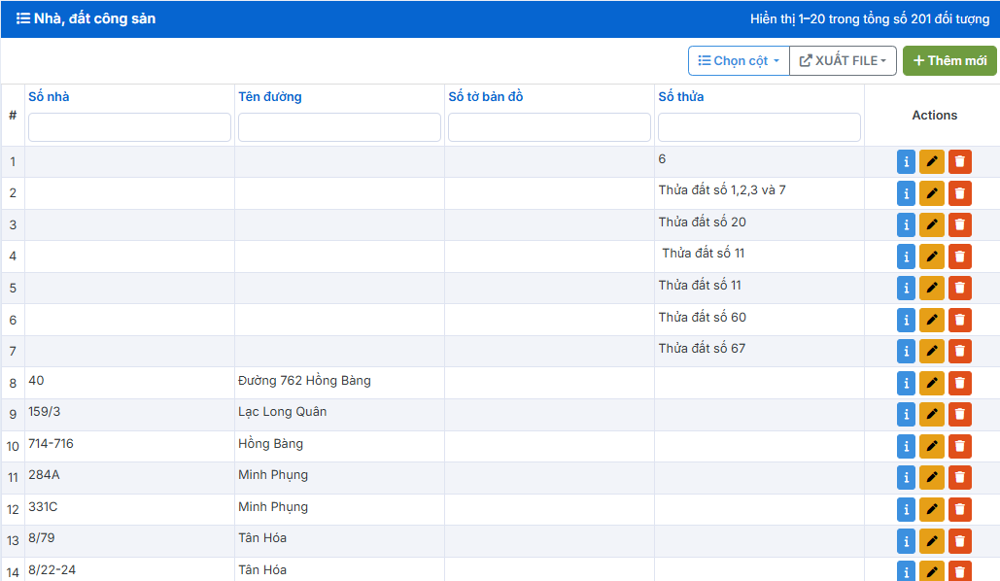 Nhà, đất công sản
Hiển thị 1–20 trong tổng số 201 đối tượng
Chọn cột
XUẤT FILE
Thêm mới
# Số nhà Tên đường Số tờ bản đồ Số thửa Actions
1 6
2 Thửa đất số 1,2,3 và 7
3 Thửa đất số 20
4 Thửa đất số 11
5 Thửa đất số 11
6 Thửa đất số 60
7 Thửa đất số 67
8 40 Đường 762 Hồng Bàng
9 159/3 Lạc Long Quân
10 714-716 Hồng Bàng
11 284A Minh Phụng
12 331C Minh Phụng
13 8/79 Tân Hóa
14 8/22-24 Tân Hóa